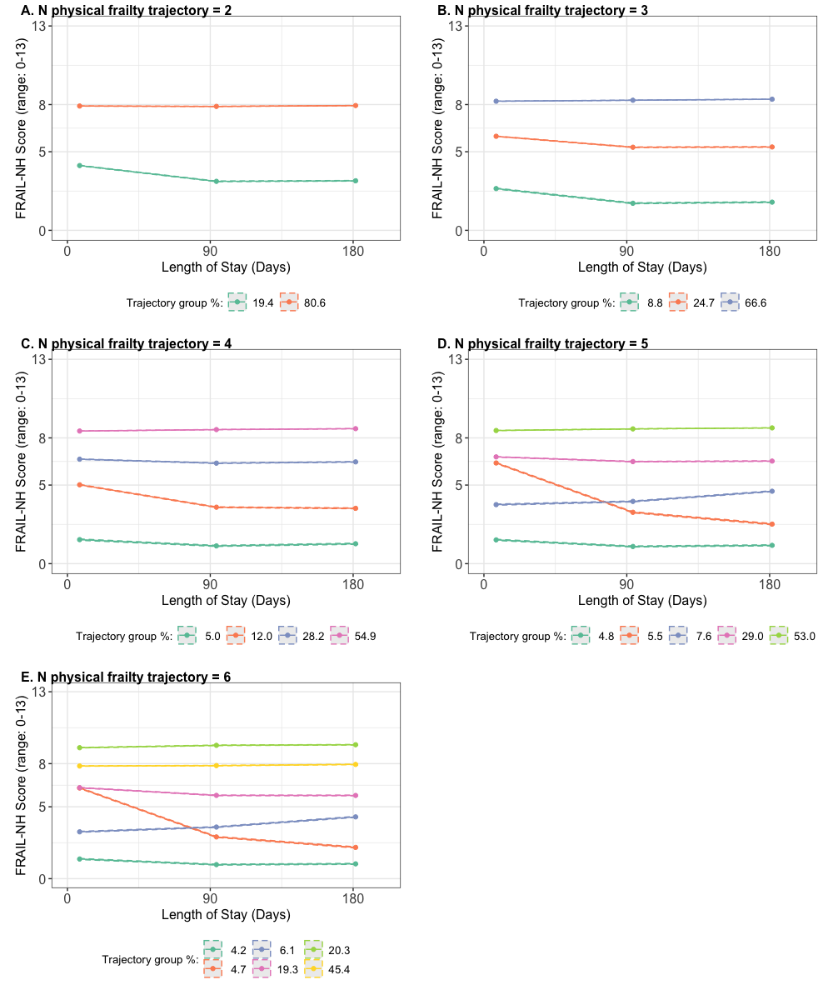 A. N physical frailty trajectory = 2
FRAIL-NH Score (range: 0-13)
13
8
5
0
0 90 180
Length of Stay (Days)
Trajectory group %: 19.4 80.6
B. N physical frailty trajectory = 3
FRAIL-NH Score (range: 0-13)
13
8
5
0
0 90 180
Length of Stay (Days)
Trajectory group %: 8.8 24.7 66.6
C. N physical frailty trajectory = 4
FRAIL-NH Score (range: 0-13)
13
8
5
0
0 90 180
Length of Stay (Days)
Trajectory group %: 5.0 12.0 28.2 54.9
D. N physical frailty trajectory = 5
FRAIL-NH Score (range: 0-13)
13
8
5
0
0 90 180
Length of Stay (Days)
Trajectory group %: 4.8 5.5 7.6 29.0 53.0
E. N physical frailty trajectory = 6
FRAIL-NH Score (range: 0-13)
13
8
5
0
0 90 180
Length of Stay (Days)
Trajectory group %:
4.2 6.1 20.3
4.7 19.3 45.4